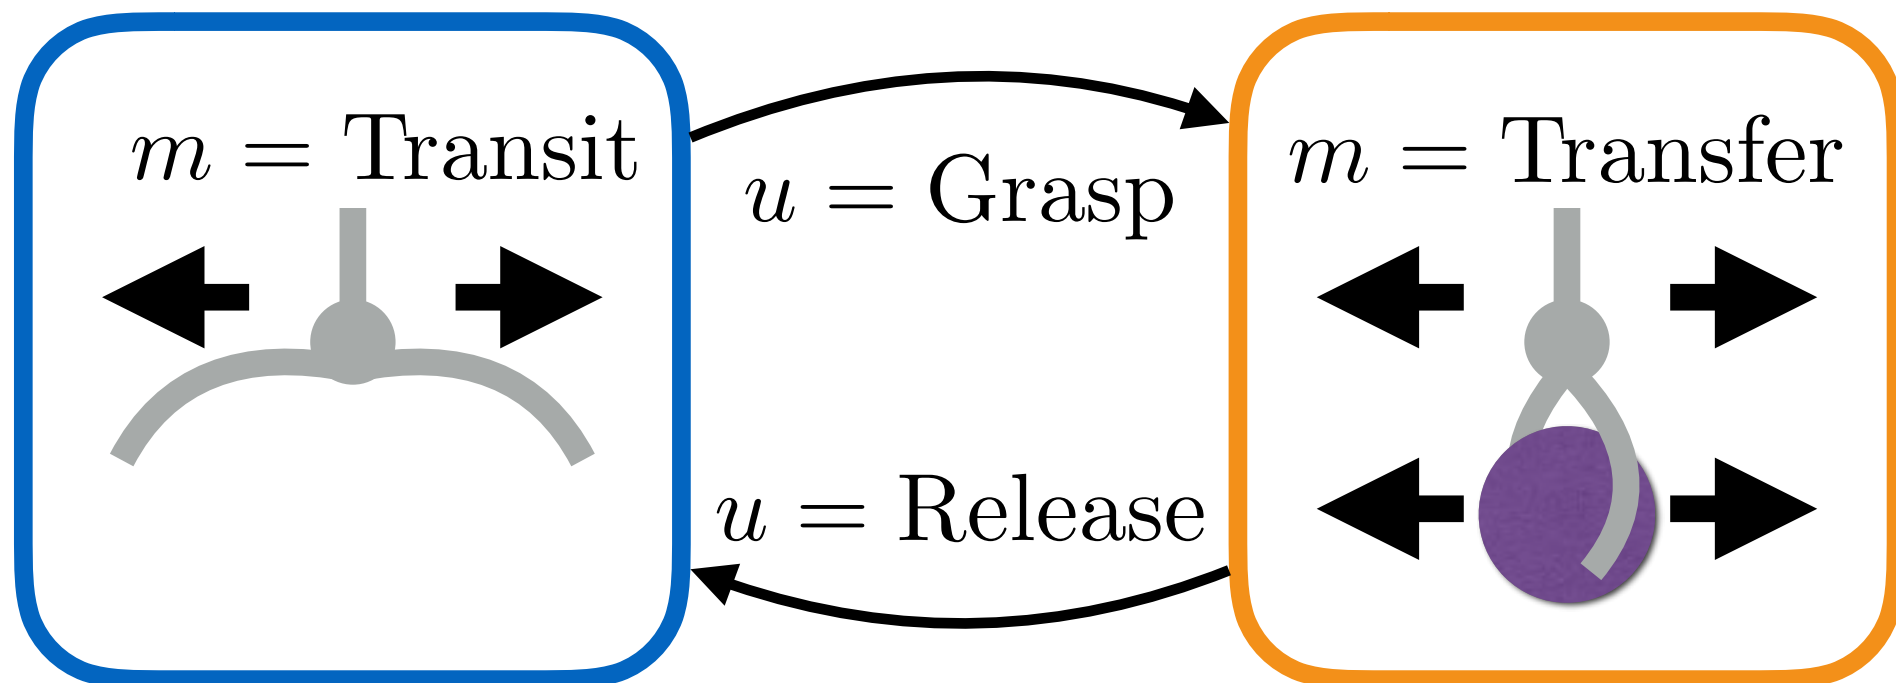 m = Transit
u = Grasp
m = Transfer
u = Release